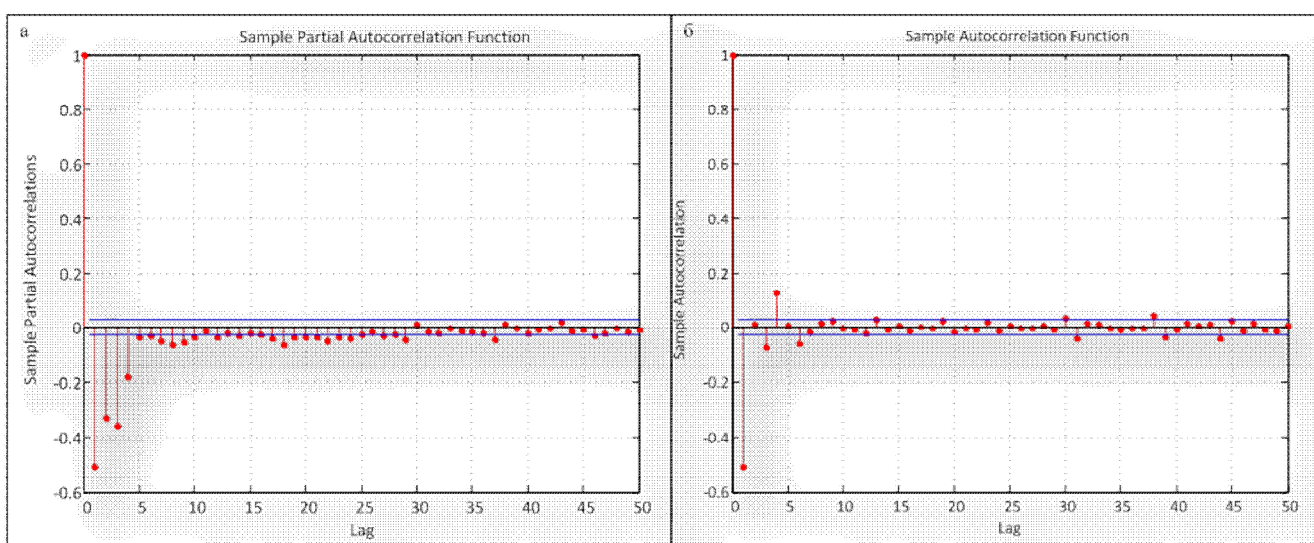 а
Sample Partial Autocorrelation Function
Sample Partial Autocorrelations
1
0.8
0.6
0.4
0.2
0
-0.2
-0.4
-0.6
0 5 10 15 20 25 30 35 40 45 50
Lag
б
Sample Autocorrelation Function
Sample Autocorrelation
1
0.8
0.6
0.4
0.2
0
-0.2
-0.4
-0.6
0 5 10 15 20 25 30 35 40 45 50
Lag